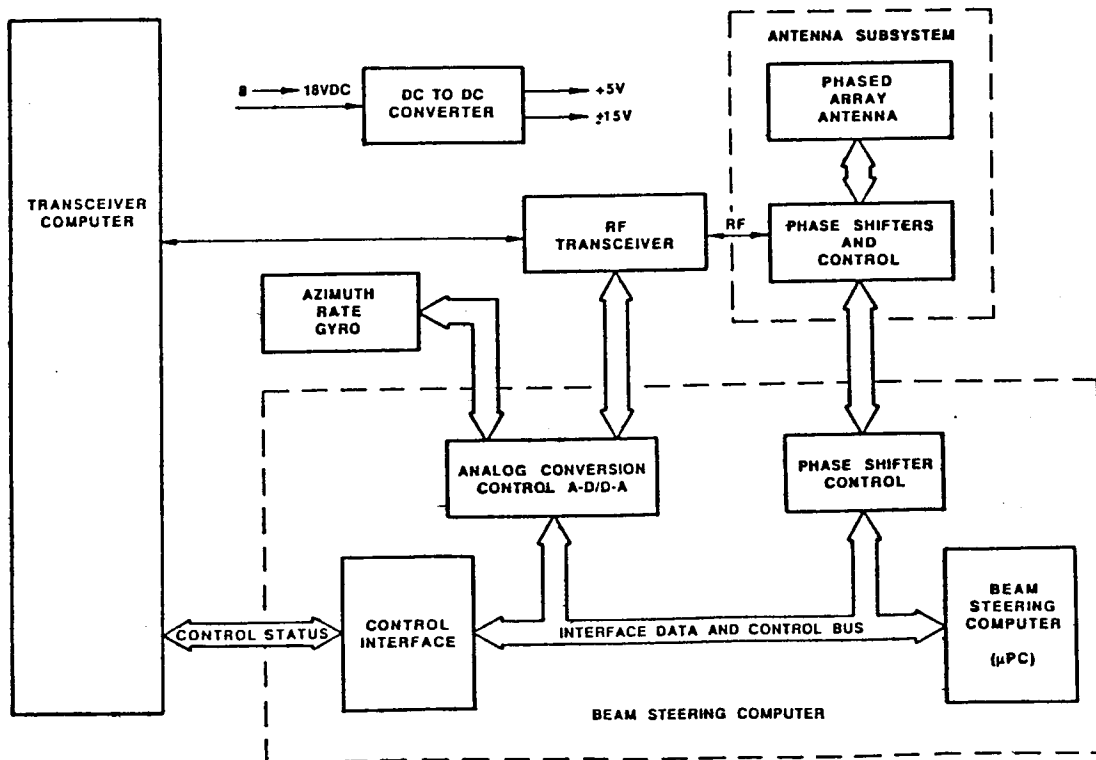 ANTENNA SUBSYSTEM
PHASED
ARRAY
ANTENNA
8 18VDC
DC TO DC
CONVERTER
+5V
±15V
TRANSCEIVER
COMPUTER
RF
TRANSCEIVER
RF
PHASE SHIFTERS
AND
CONTROL
AZIMUTH
RATE
GYRO
ANALOG CONVERSION
CONTROL A-D/D-A
PHASE SHIFTER
CONTROL
CONTROL STATUS
CONTROL
INTERFACE
INTERFACE DATA AND CONTROL BUS
BEAM
STEERING
COMPUTER
(μPC)
BEAM STEERING COMPUTER